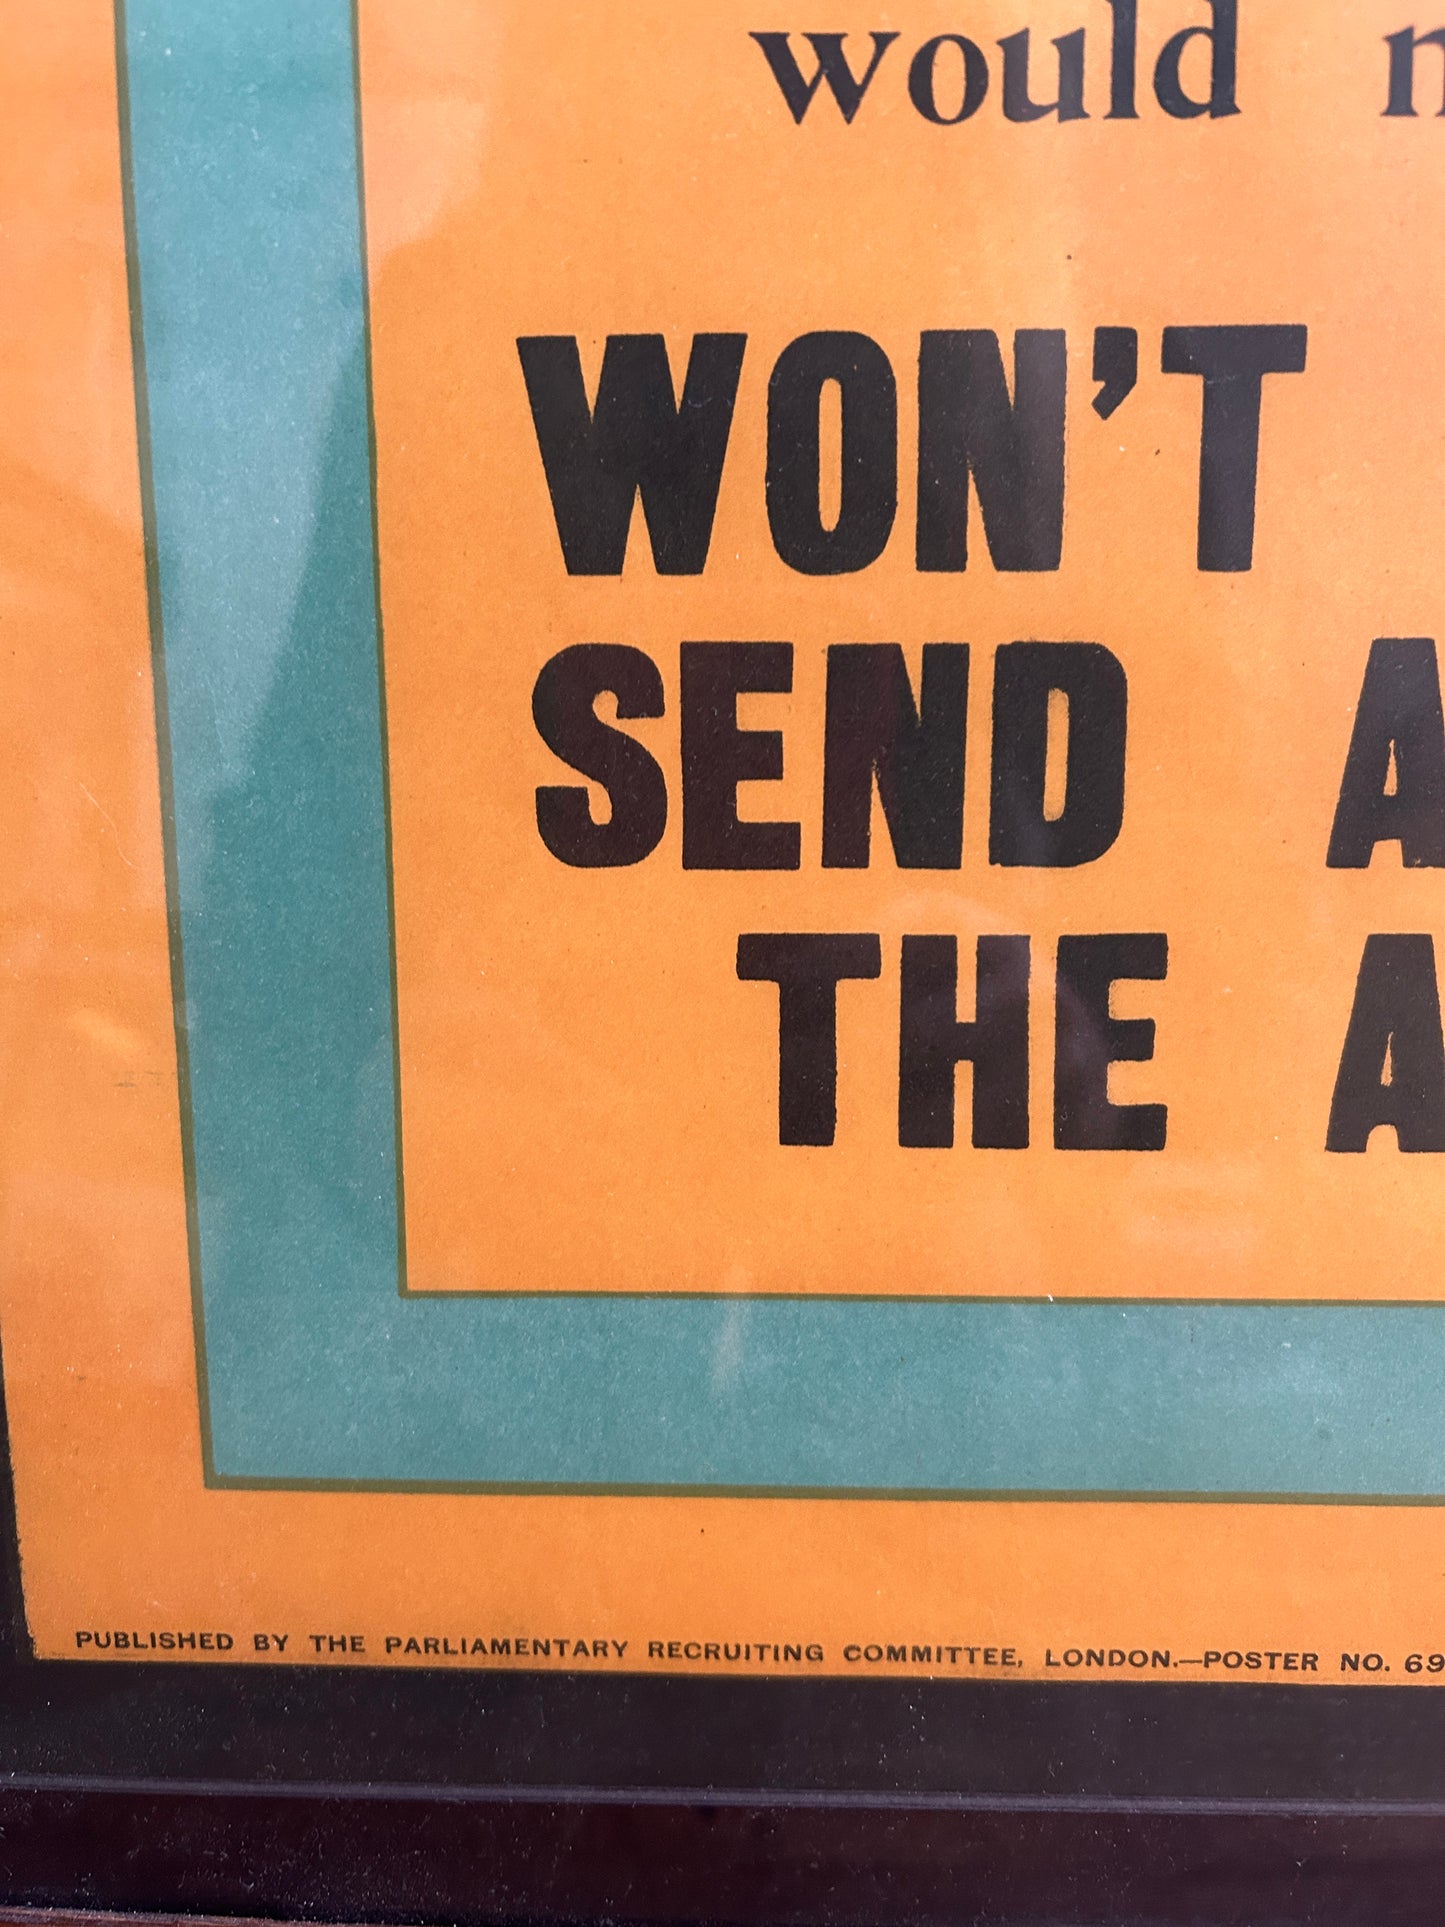 would
WON'T
SEND A
THE A
PUBLISHED BY THE PARLIAMENTARY RECRUITING COMMITTEE, LONDON.—POSTER NO. 69